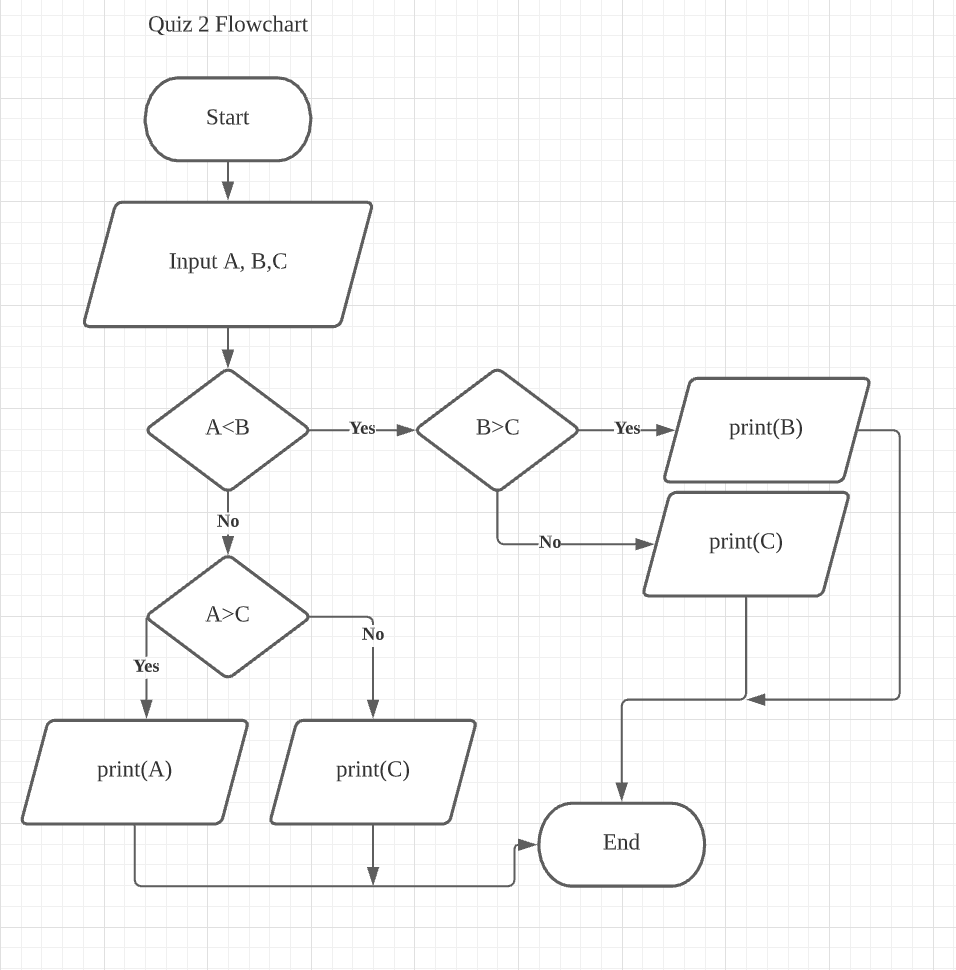 Quiz 2 Flowchart
Start
Input A, B,C
A<B
Yes
B>C
Yes
print(B)
No
No
print(C)
A>C
Yes
No
print(A)
print(C)
End